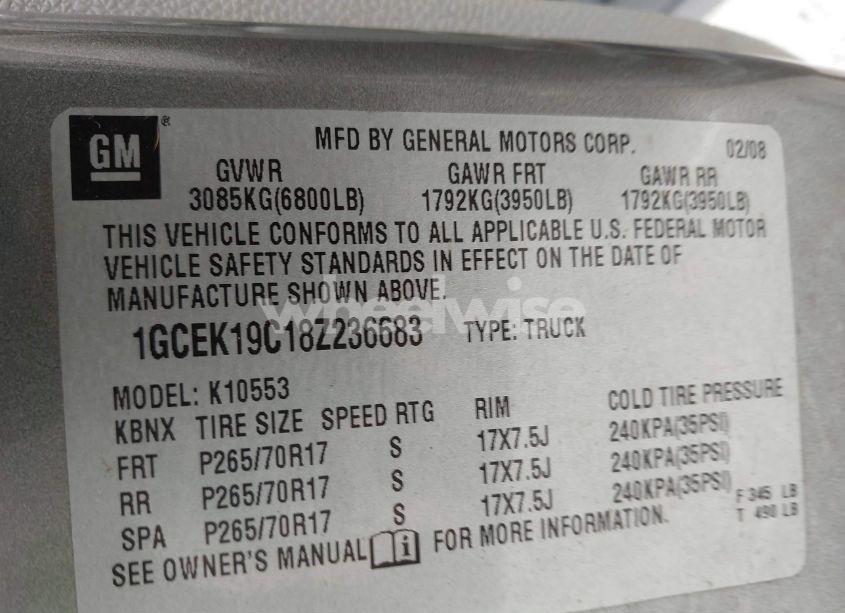 GM ® MFD BY GENERAL MOTORS CORP. 02/08
GVWR GAWR FRT GAWR RR
3085KG(6800LB) 1792KG(3950LB) 1792KG(3950LB)
THIS VEHICLE CONFORMS TO ALL APPLICABLE U.S. FEDERAL MOTOR
VEHICLE SAFETY STANDARDS IN EFFECT ON THE DATE OF
MANUFACTURE SHOWN ABOVE.
wheelwise
1GCEK19C18Z236683 TYPE: TRUCK
MODEL: K10553
KBNX TIRE SIZE SPEED RTG RIM COLD TIRE PRESSURE
FRT P265/70R17 S 17X7.5J 240KPA(35PSI)
RR P265/70R17 S 17X7.5J 240KPA(35PSI)
SPA P265/70R17 S 17X7.5J 240KPA(35PSI) F 345 LB
SEE OWNER'S MANUAL i FOR MORE INFORMATION. T 490 LB